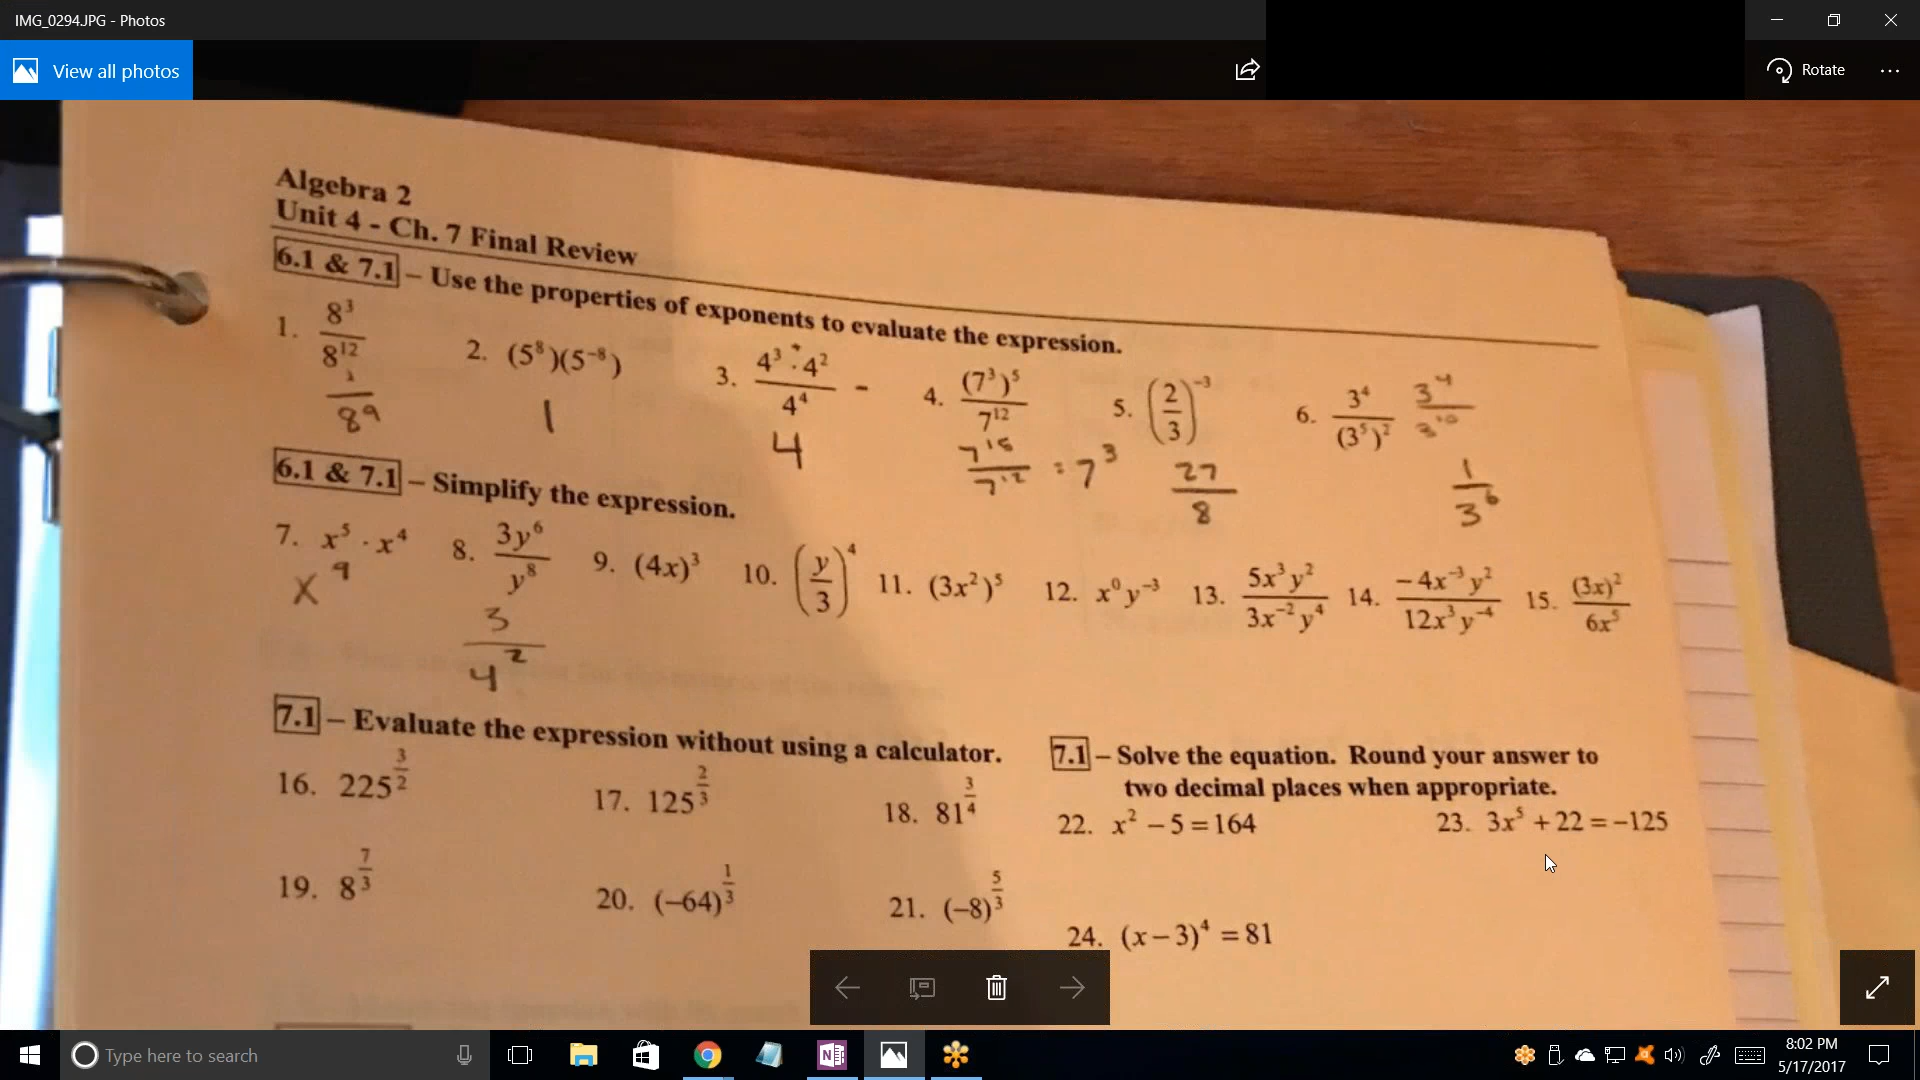 IMG_0294.JPG - Photos
View all photos
Rotate
Algebra 2
Unit 4 - Ch. 7 Final Review
6.1 & 7.1 – Use the properties of exponents to evaluate the expression.
1. 8³/8¹² 2. (5⁸)(5⁻⁸) 3. (4³ · 4²)/4⁴ - 4. (7³)⁵/7¹² 5. (2/3)⁻³ 6. 3⁴/(3⁵)² 3⁴/3¹⁰
1/8⁹ 1 4 7¹⁵/7¹² = 7³ 27/8 1/3⁶
6.1 & 7.1 – Simplify the expression.
7. x⁵ · x⁴ 8. 3y⁶/y⁸ 9. (4x)³ 10. (y/3)⁴ 11. (3x²)⁵ 12. x⁰y⁻³ 13. 5x³y²/3x⁻²y⁴ 14. −4x⁻³y²/12x³y⁻⁴ 15. (3x)²/6x⁵
x⁹ 3/4²
7.1 – Evaluate the expression without using a calculator.
16. 225^(3/2) 17. 125^(2/3) 18. 81^(3/4)
19. 8^(7/3) 20. (−64)^(1/3) 21. (−8)^(5/3)
7.1 – Solve the equation. Round your answer to
two decimal places when appropriate.
22. x² − 5 = 164 23. 3x⁵ + 22 = −125
24. (x − 3)⁴ = 81
Type here to search
8:02 PM
5/17/2017